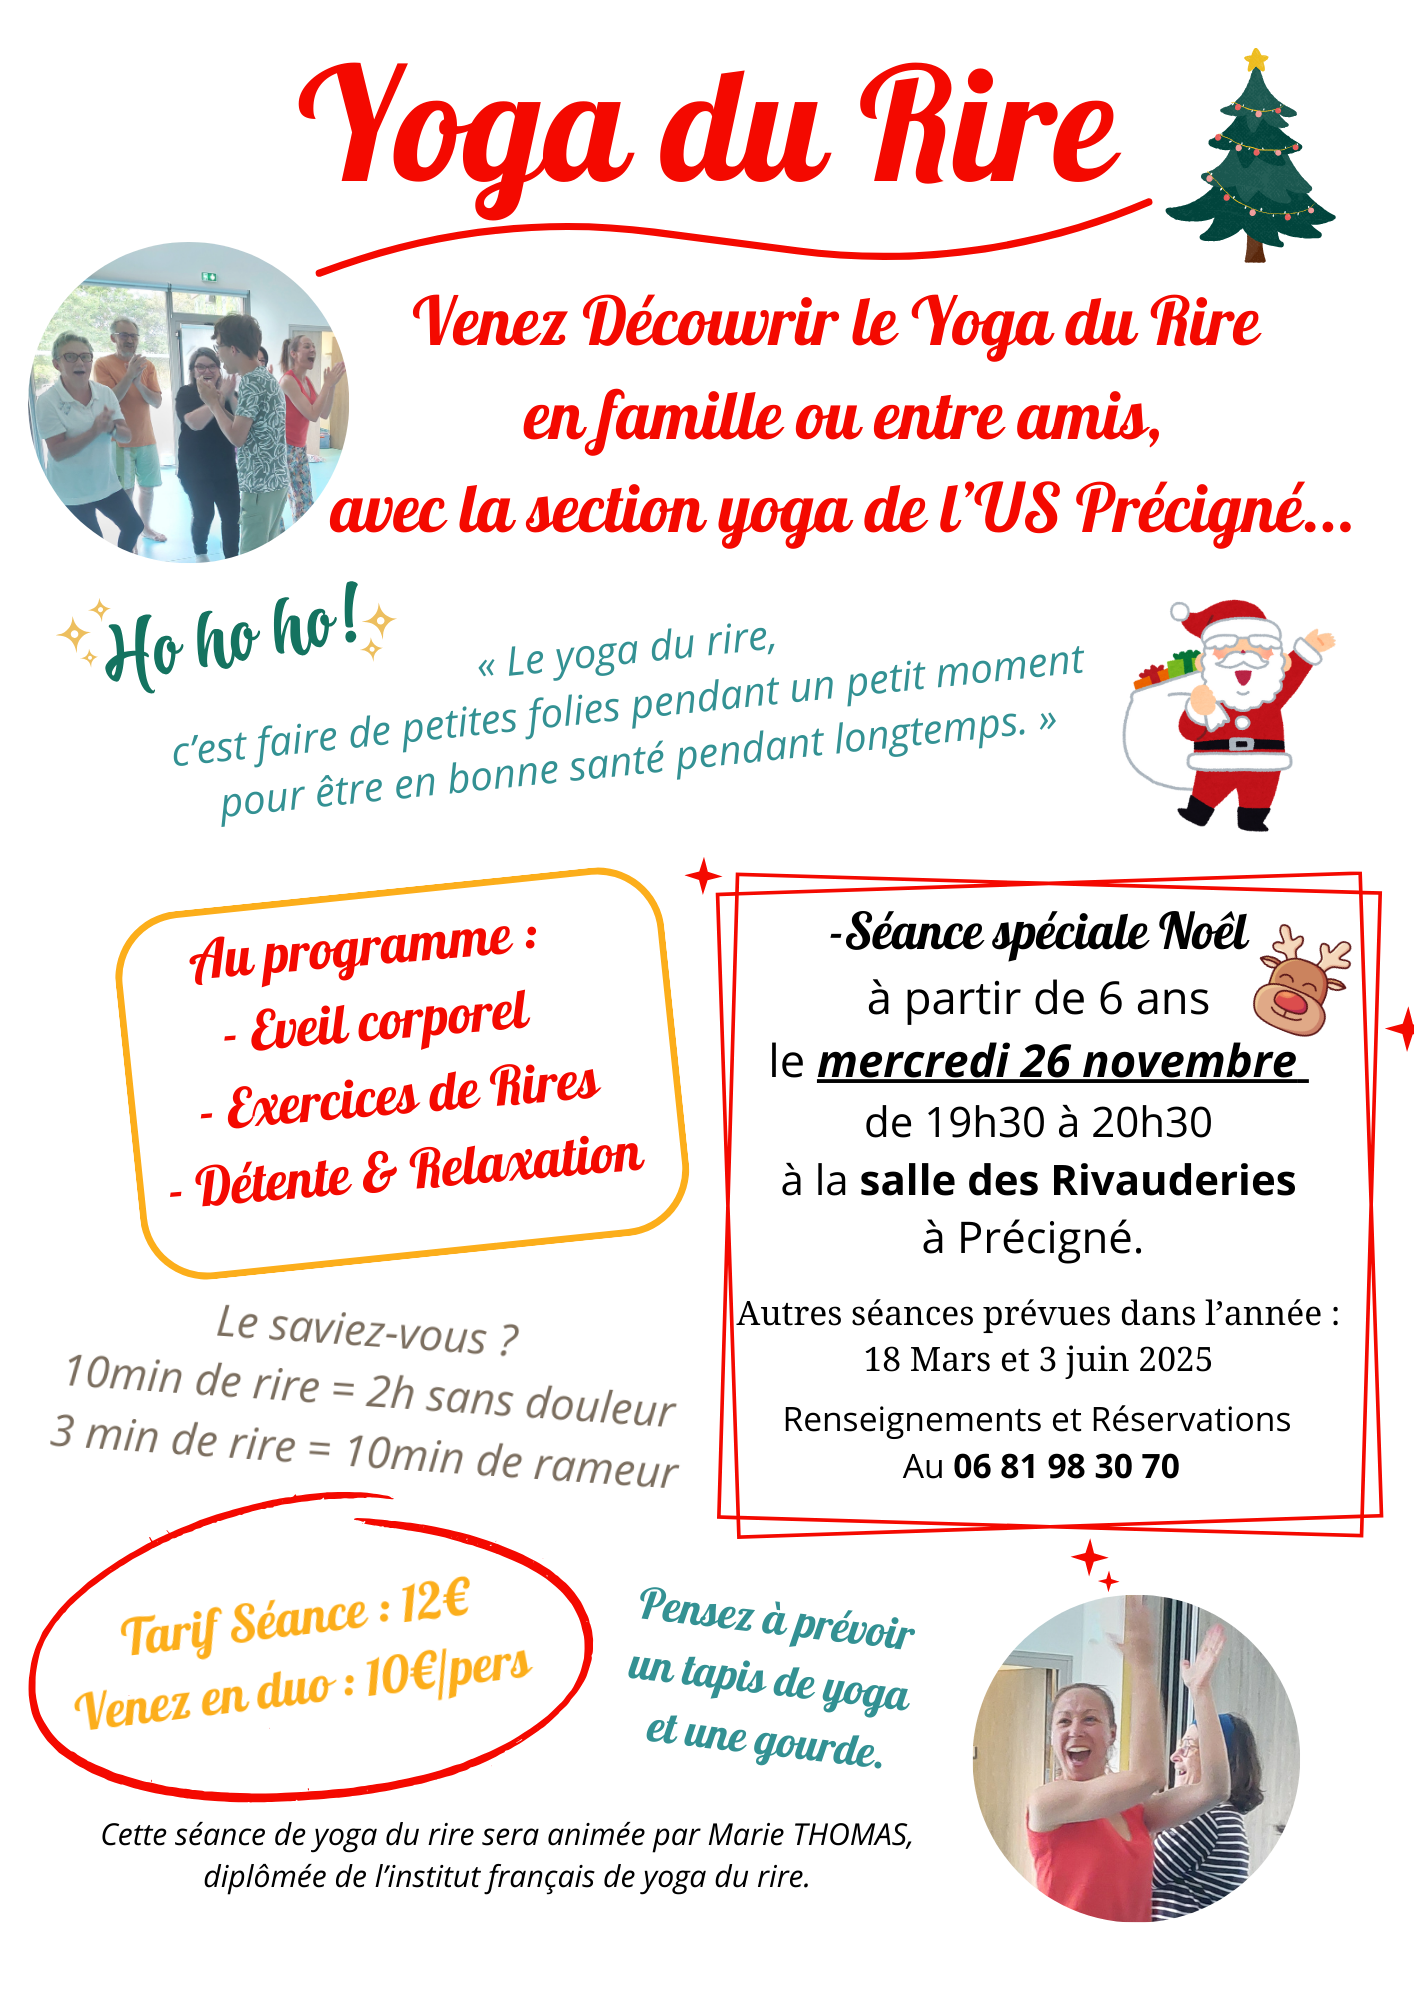 Yoga du Rire
Venez Découvrir le Yoga du Rire
en famille ou entre amis,
avec la section yoga de l’US Précigné...
Ho ho ho!
« Le yoga du rire,
c’est faire de petites folies pendant un petit moment
pour être en bonne santé pendant longtemps. »
Au programme :
- Eveil corporel
- Exercices de Rires
- Détente & Relaxation
-Séance spéciale Noêl
à partir de 6 ans
le mercredi 26 novembre
de 19h30 à 20h30
à la salle des Rivauderies
à Précigné.
Autres séances prévues dans l’année :
18 Mars et 3 juin 2025
Renseignements et Réservations
Au 06 81 98 30 70
Le saviez-vous ?
10min de rire = 2h sans douleur
3 min de rire = 10min de rameur
Tarif Séance : 12€
Venez en duo : 10€/pers
Pensez à prévoir
un tapis de yoga
et une gourde.
Cette séance de yoga du rire sera animée par Marie THOMAS,
diplômée de l’institut français de yoga du rire.